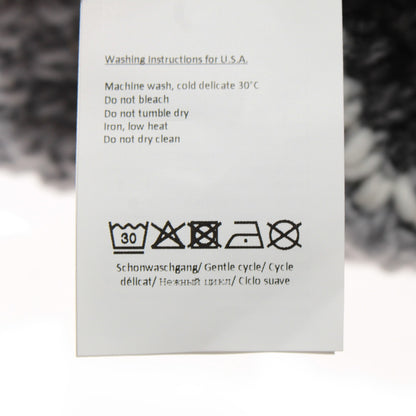 Washing instructions for U.S.A.
Machine wash, cold delicate 30°C
Do not bleach
Do not tumble dry
Iron, low heat
Do not dry clean
30
Schonwaschgang/ Gentle cycle/ Cycle
délicat/ Нежный цикл/ Ciclo suave